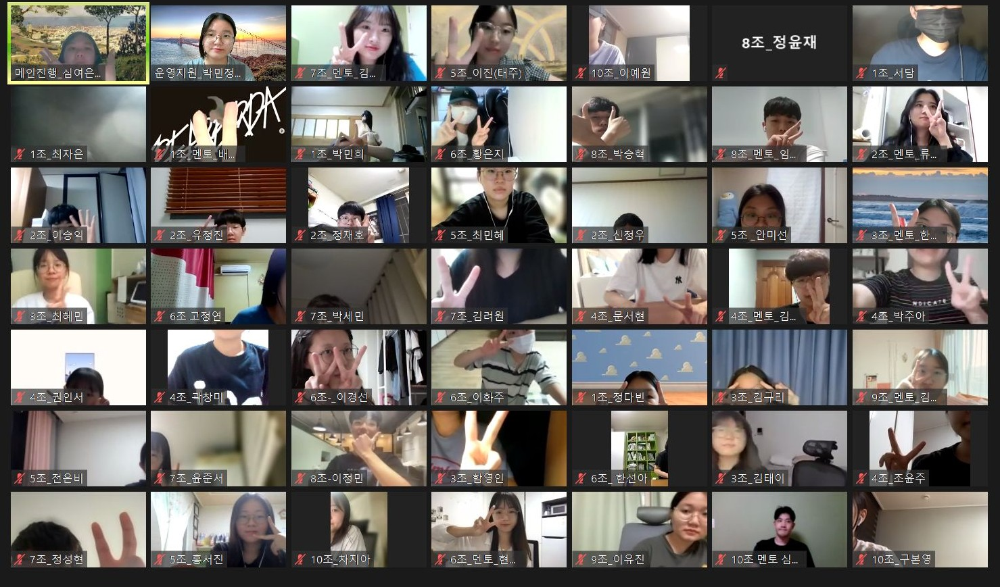 메인진행_심여은...
운영지원_박민정...
7조_멘토_김...
5조_이진(태주)
10조_이예원
8조_정윤재
1조_서담
1조_최자은
1조_멘토_배...
1조_박민희
6조_황은지
8조_박승혁
8조_멘토_임...
2조_멘토_류...
2조_이승익
2조_유정진
2조_정재호
5조_최민혜
2조_신정우
5조_안미선
3조_멘토_한...
3조_최혜민
6조 고정연
7조_박세민
7조_김려원
4조_문서현
4조_멘토_김...
4조_박주아
NDICATE
4조_권인서
4조_곽창미
6조-_이경선
6조_이화주
1조_정다빈
3조_김규리
9조_멘토_김...
5조_전은비
7조_윤준서
8조-이정민
3조_함영인
6조_ 한선아
3조_김태이
4조_조윤주
7조_정성현
5조_홍서진
10조_차지아
6조_멘토_현...
9조_이유진
10조 멘토 심...
10조_구본영